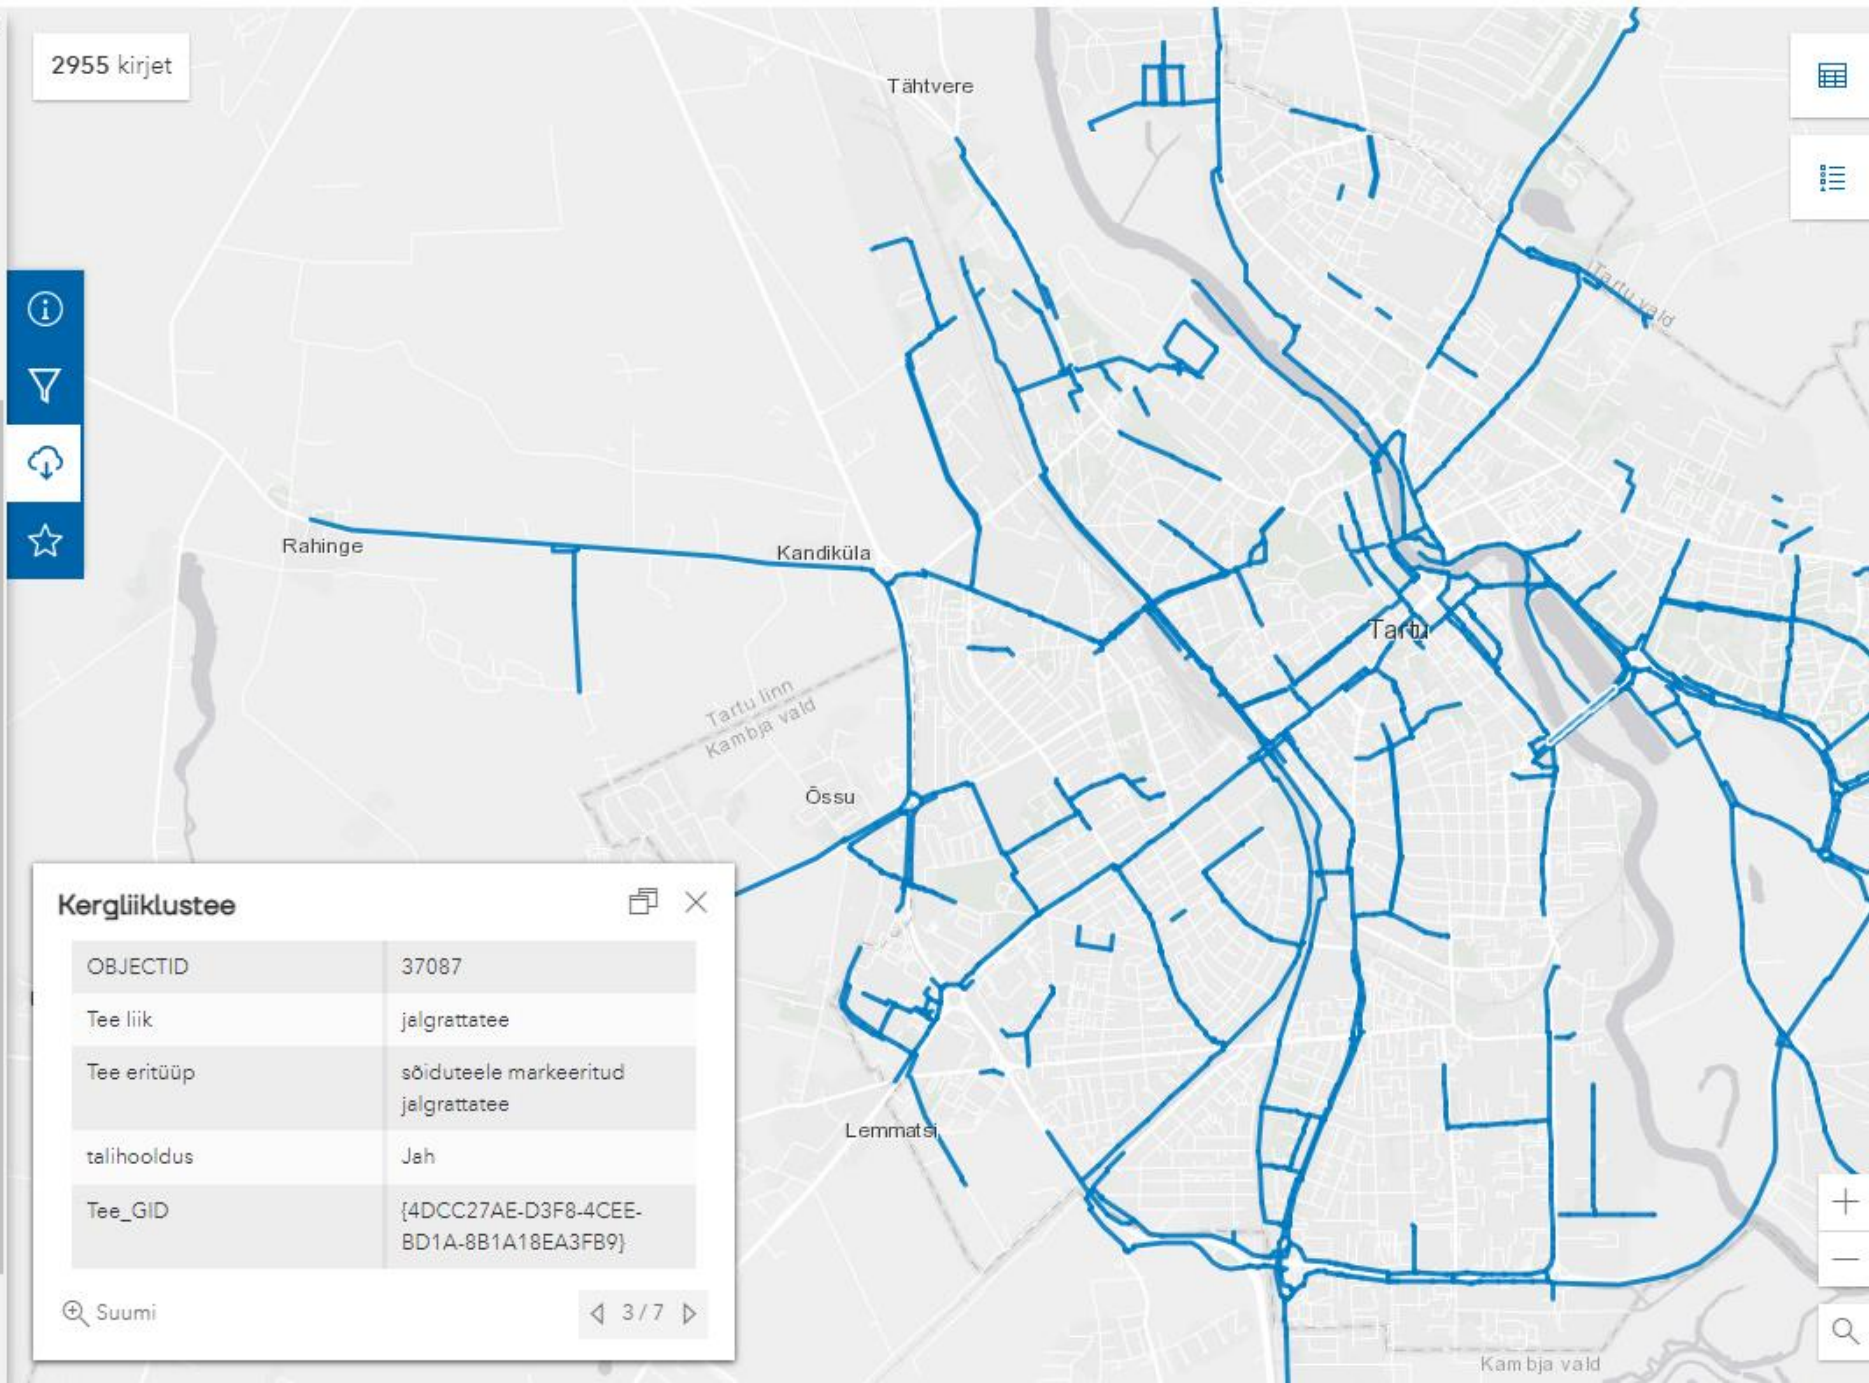 2955 kirjet
Tähtvere
Tartu vald
Rahinge
Kandiküla
Tartu
Tartu linn
Kambja vald
Õssu
Kergliiklustee
OBJECTID 37087
Tee liik jalgrattatee
Tee eritüüp sõiduteele markeeritud
jalgrattatee
talihooldus Jah
Tee_GID {4DCC27AE-D3F8-4CEE-
BD1A-8B1A18EA3FB9}
Suumi 3 / 7
Lemmatsi
Kambja vald